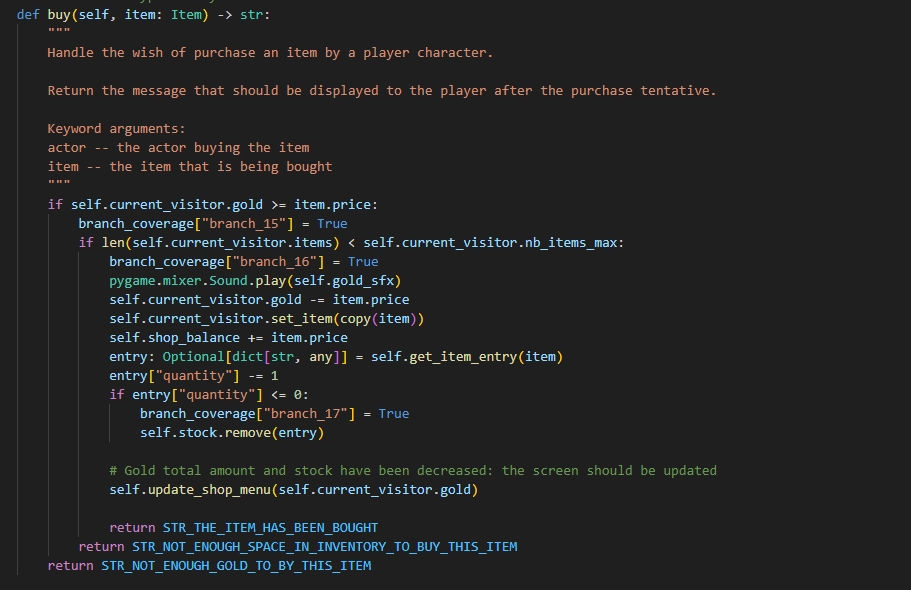 def buy(self, item: Item) -> str:
    """
    Handle the wish of purchase an item by a player character.

    Return the message that should be displayed to the player after the purchase tentative.

    Keyword arguments:
    actor -- the actor buying the item
    item -- the item that is being bought
    """
    if self.current_visitor.gold >= item.price:
        branch_coverage["branch_15"] = True
        if len(self.current_visitor.items) < self.current_visitor.nb_items_max:
            branch_coverage["branch_16"] = True
            pygame.mixer.Sound.play(self.gold_sfx)
            self.current_visitor.gold -= item.price
            self.current_visitor.set_item(copy(item))
            self.shop_balance += item.price
            entry: Optional[dict[str, any]] = self.get_item_entry(item)
            entry["quantity"] -= 1
            if entry["quantity"] <= 0:
                branch_coverage["branch_17"] = True
                self.stock.remove(entry)

            # Gold total amount and stock have been decreased: the screen should be updated
            self.update_shop_menu(self.current_visitor.gold)

            return STR_THE_ITEM_HAS_BEEN_BOUGHT
        return STR_NOT_ENOUGH_SPACE_IN_INVENTORY_TO_BUY_THIS_ITEM
    return STR_NOT_ENOUGH_GOLD_TO_BY_THIS_ITEM